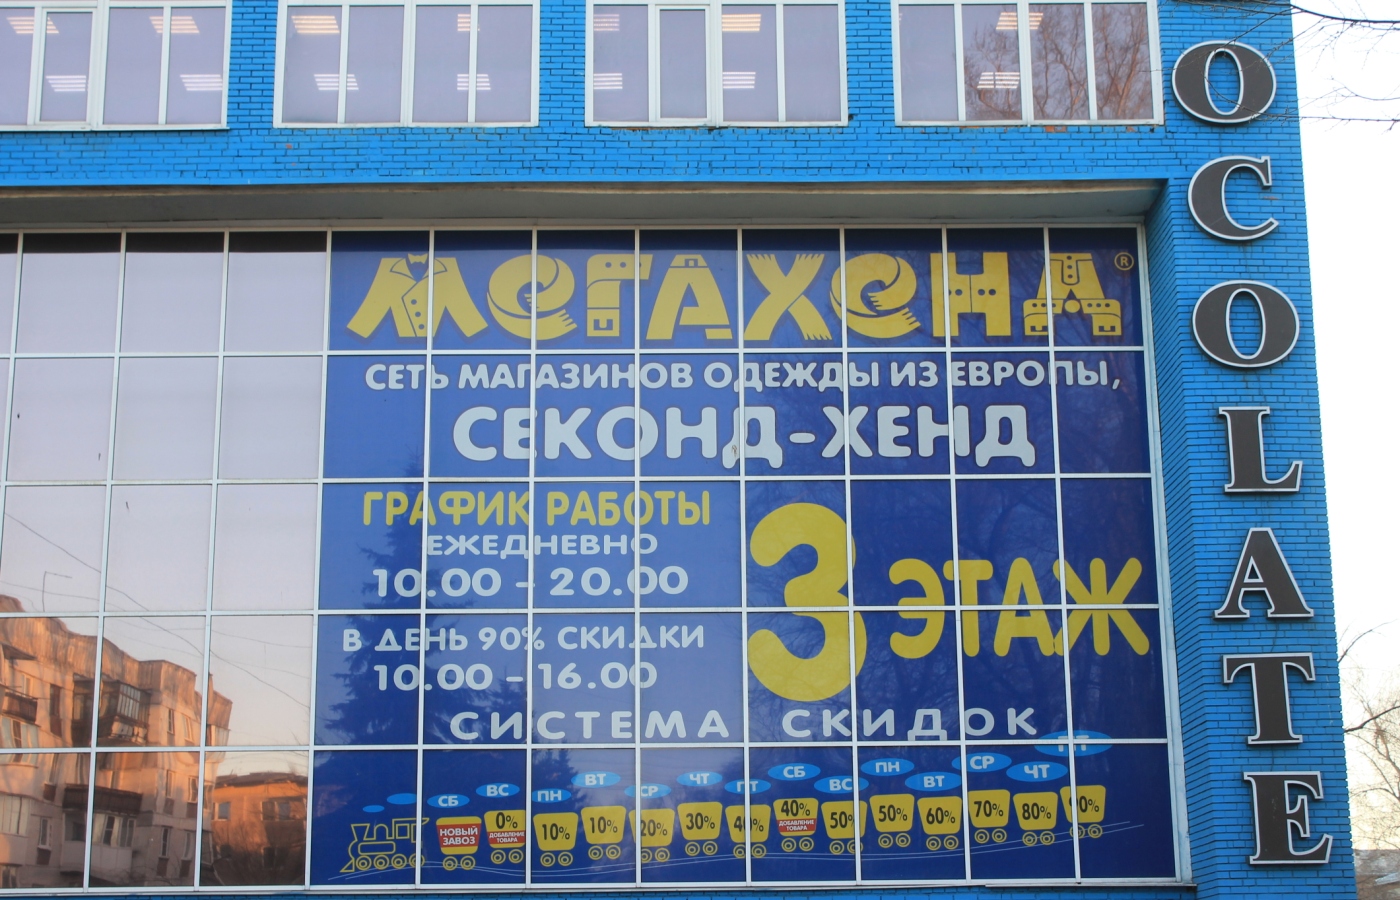 МЕГАХЕНД®
СЕТЬ МАГАЗИНОВ ОДЕЖДЫ ИЗ ЕВРОПЫ,
СЕКОНД-ХЕНД
ГРАФИК РАБОТЫ
ЕЖЕДНЕВНО
10.00 - 20.00
В ДЕНЬ 90% СКИДКИ
10.00 - 16.00
3 ЭТАЖ
СИСТЕМА СКИДОК
СБ ВС ПН ВТ СР ЧТ ПТ СБ ВС ПН ВТ СР ЧТ ПТ
НОВЫЙ ЗАВОЗ 0% 10% 10% 20% 30% 40% 40% 50% 50% 60% 70% 80% 90%
ДОБАВЛЕНИЕ ТОВАРА ДОБАВЛЕНИЕ ТОВАРА
OCOLATE